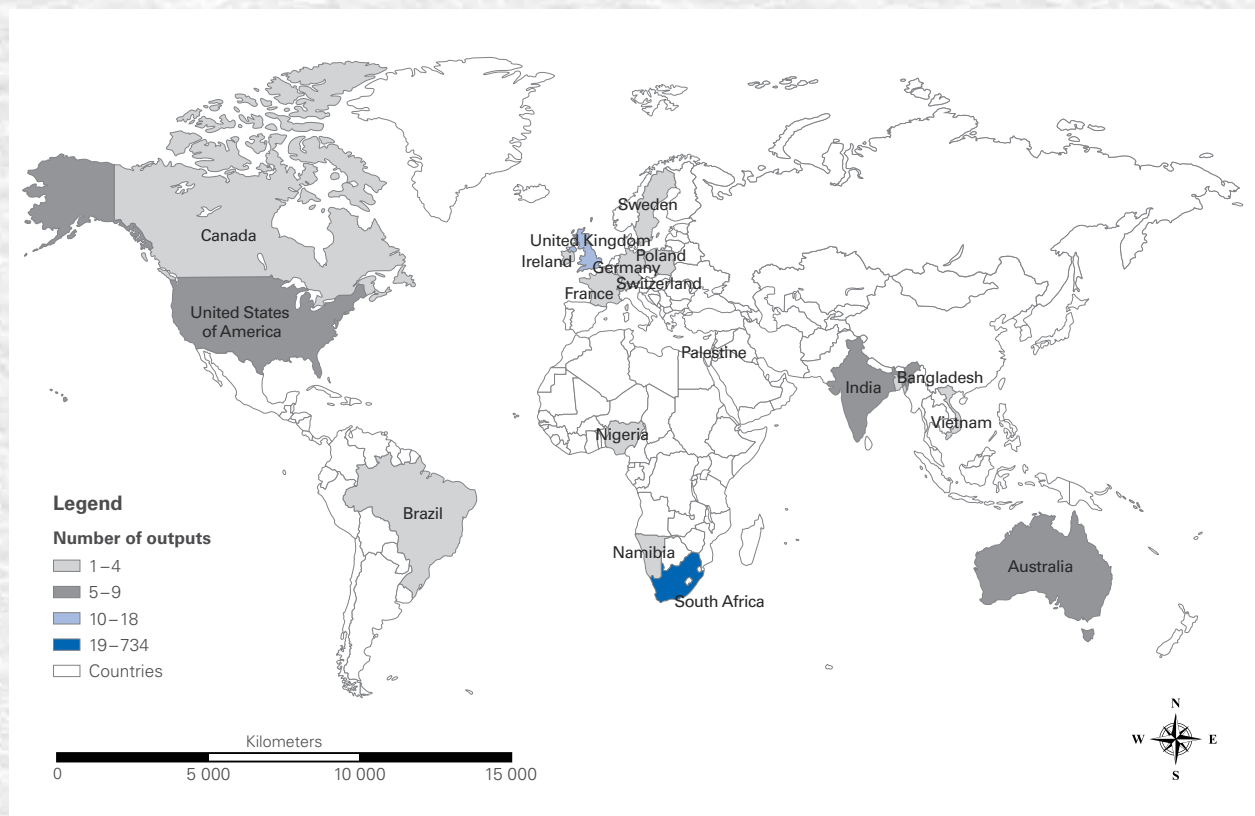 Sweden
United Kingdom
Canada
Poland
Ireland
Germany
Switzerland
France
United States
of America
Palestine
Bangladesh
India
Vietnam
Nigeria
Brazil
Namibia
Australia
South Africa
Legend
Number of outputs
1–4
5–9
10–18
19–734
Countries
Kilometers
0 5 000 10 000 15 000
N
W E
S